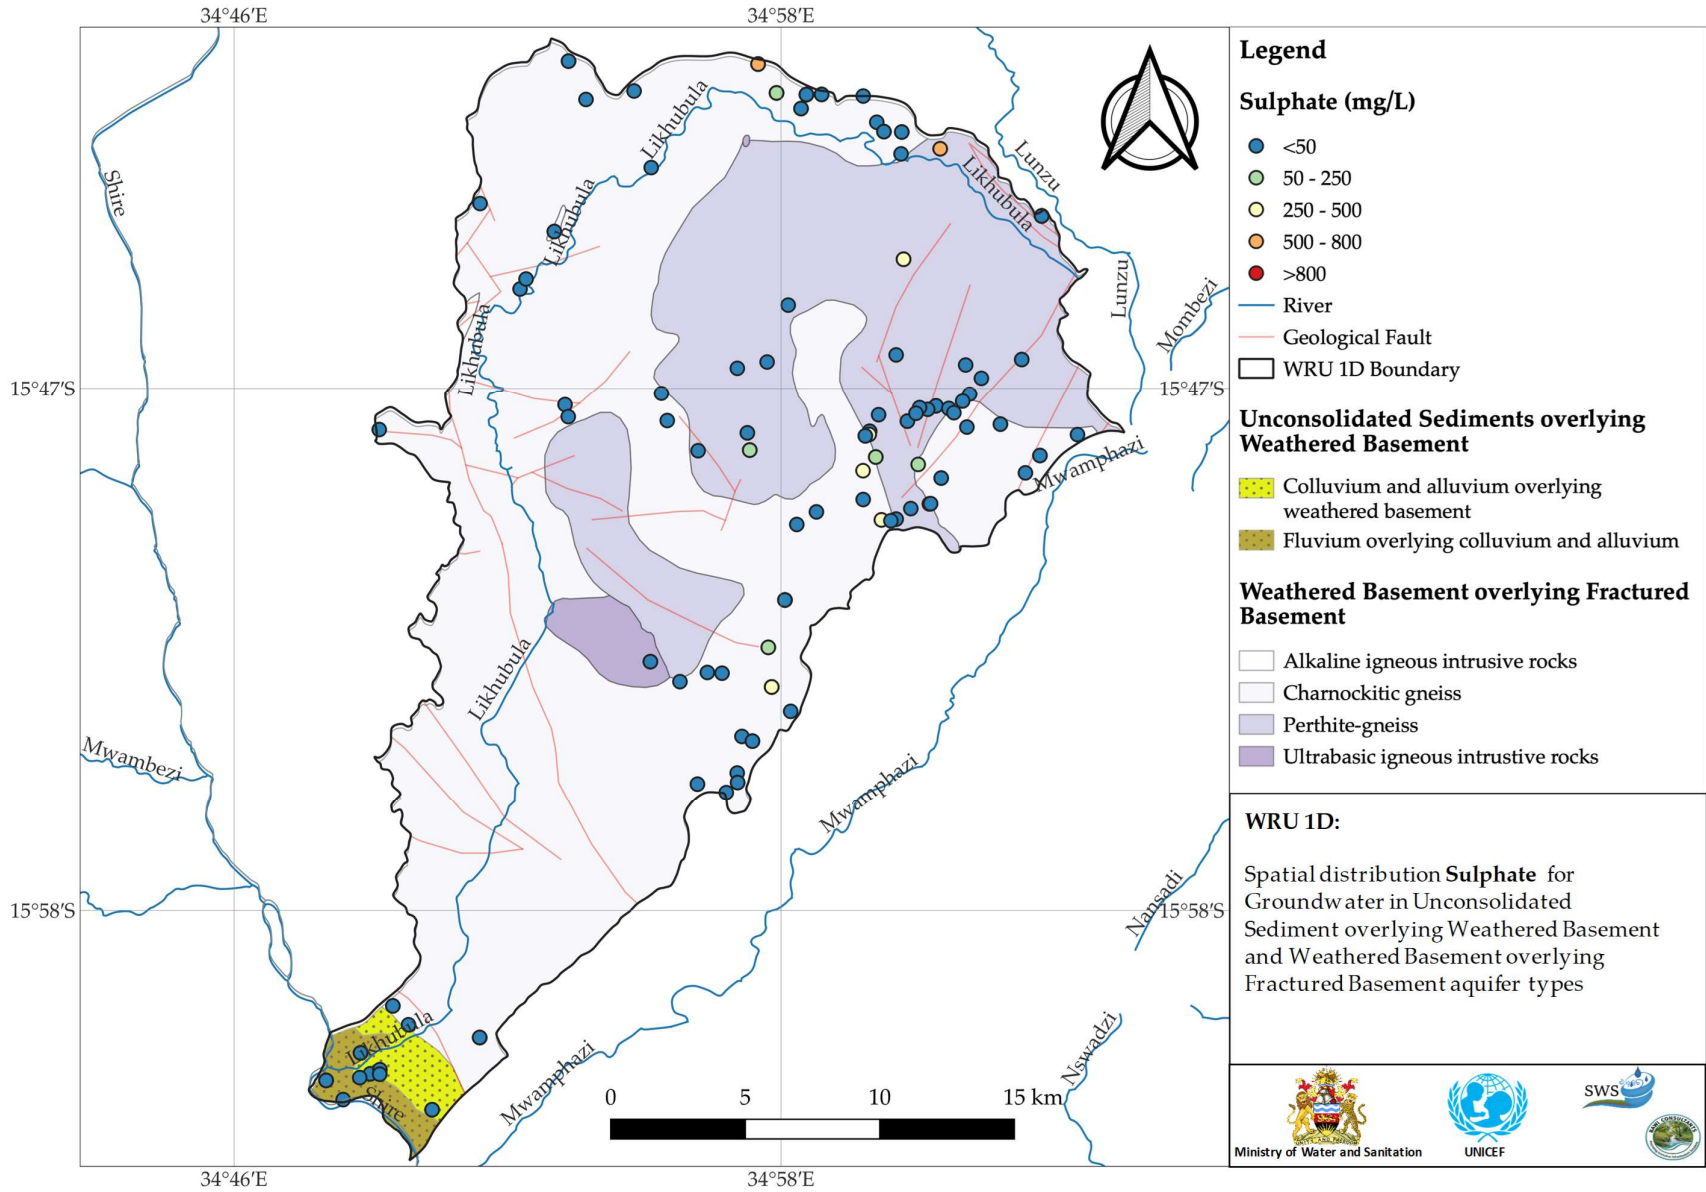 34°46'E
34°58'E
Legend
Sulphate (mg/L)
<50
50 - 250
250 - 500
500 - 800
>800
River
Geological Fault
WRU 1D Boundary
Unconsolidated Sediments overlying
Weathered Basement
Colluvium and alluvium overlying
weathered basement
Fluvium overlying colluvium and alluvium
Weathered Basement overlying Fractured
Basement
Alkaline igneous intrusive rocks
Charnockitic gneiss
Perthite-gneiss
Ultrabasic igneous intrustive rocks
WRU 1D:
Spatial distribution Sulphate for
Groundwater in Unconsolidated
Sediment overlying Weathered Basement
and Weathered Basement overlying
Fractured Basement aquifer types
Ministry of Water and Sanitation
UNICEF
SWS
Shire
Likhubula
Likhubula
Likhubula
Likhubula
Lunzu
Lunzu
Mombezi
15°47'S
15°47'S
Mwamphazi
Likhubula
Mwambezi
Mwamphazi
Nansadi
15°58'S
15°58'S
Likhubula
Shire
Mwamphazi
Nswadzi
0
5
10
15 km
34°46'E
34°58'E